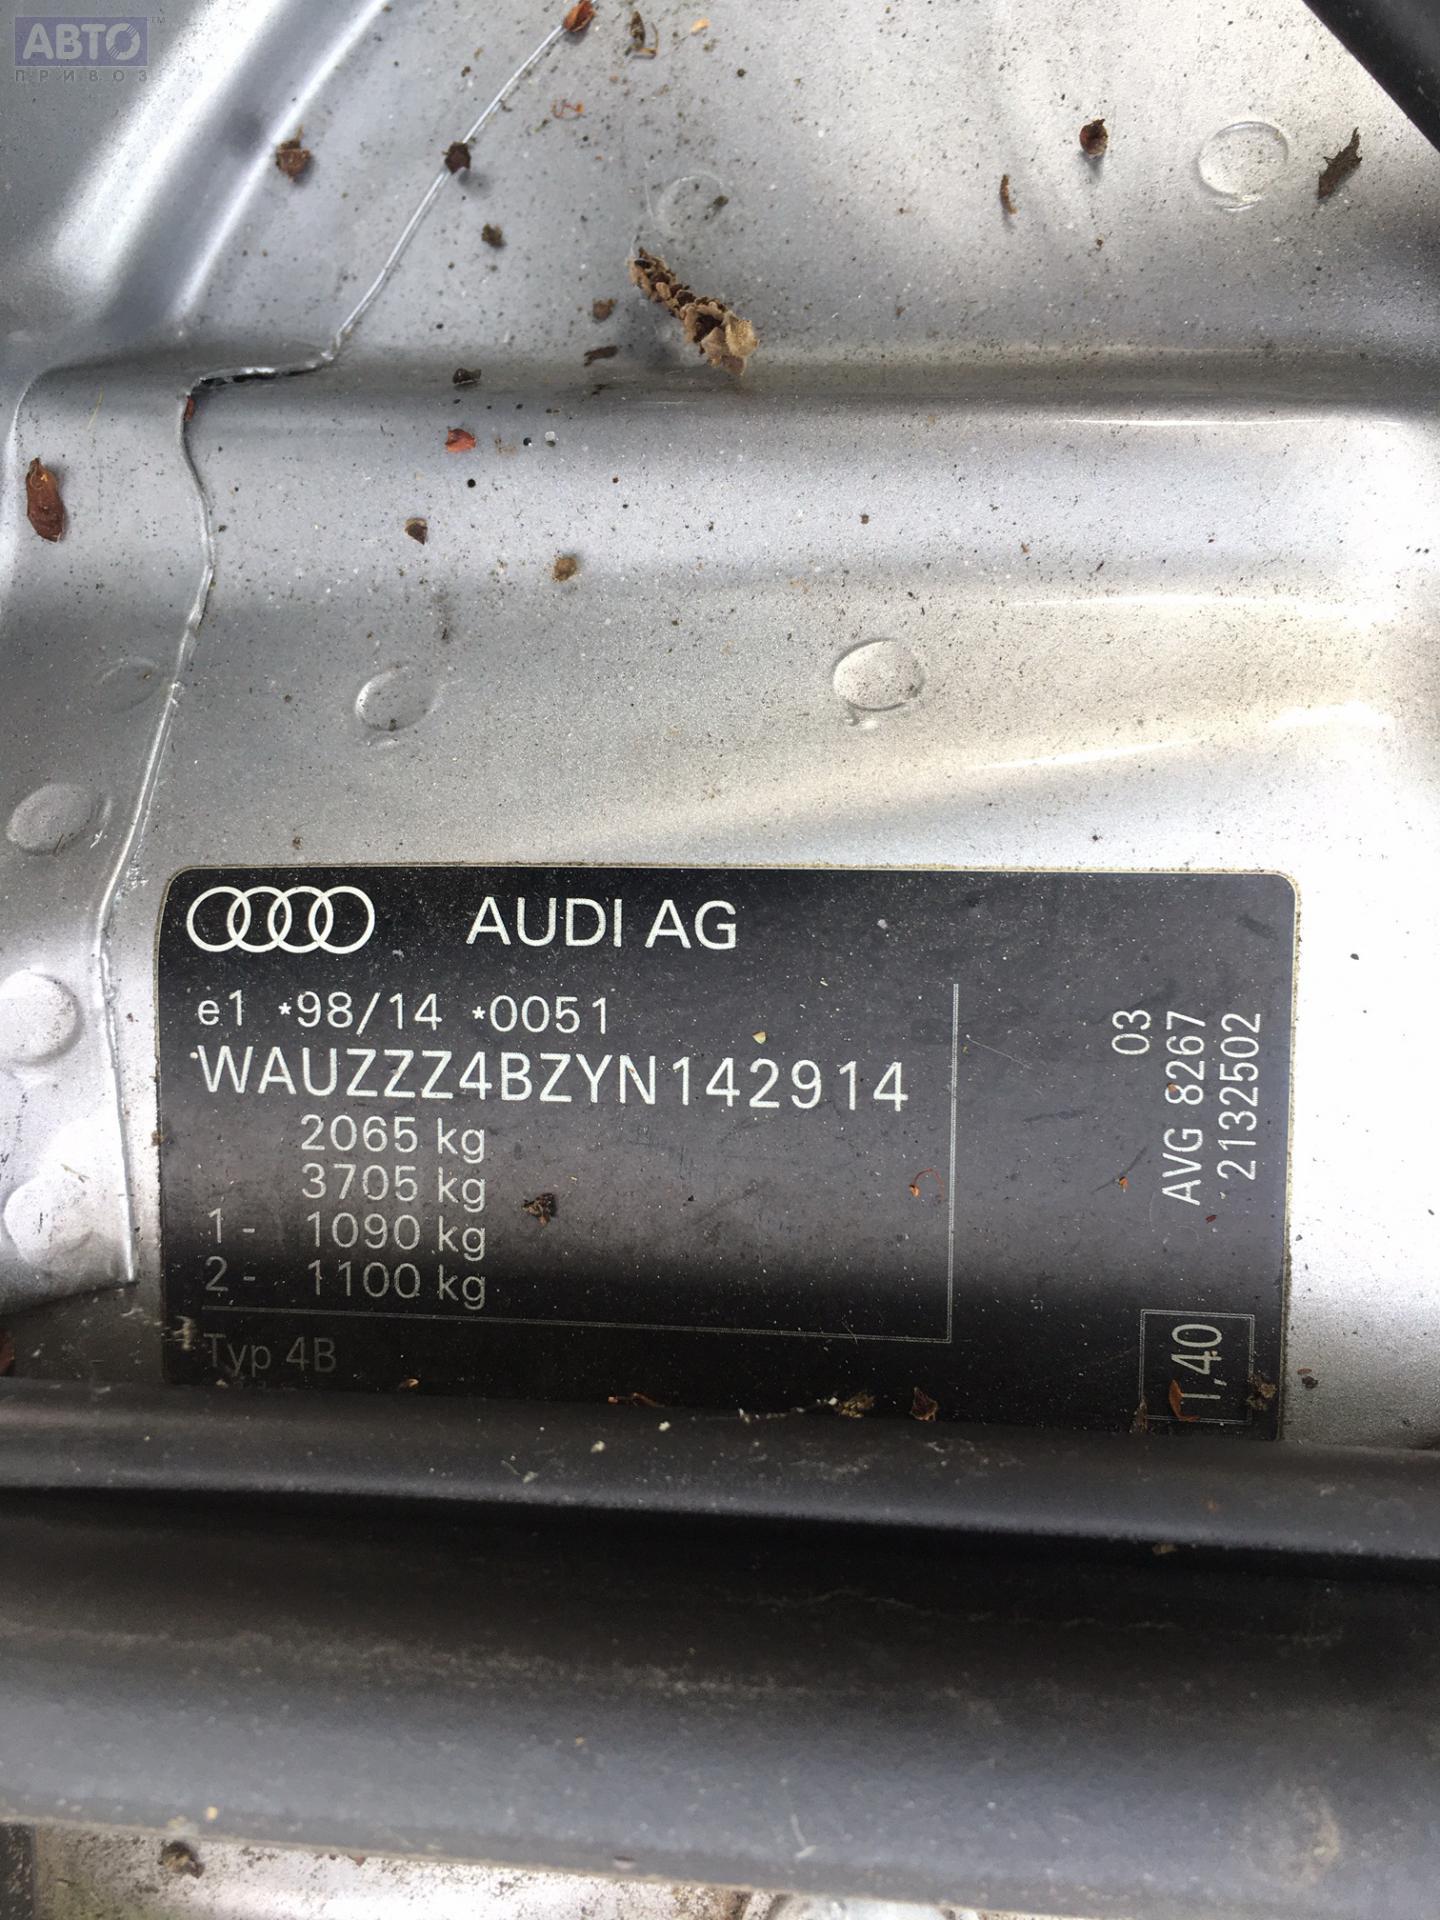 АВТО™
ПРИВОЗ
AUDI AG
e1 *98/14 *0051
WAUZZZ4BZYN142914
2065 kg
3705 kg
1- 1090 kg
2- 1100 kg
Typ 4B
03
AVG 8267
2132502
1,40